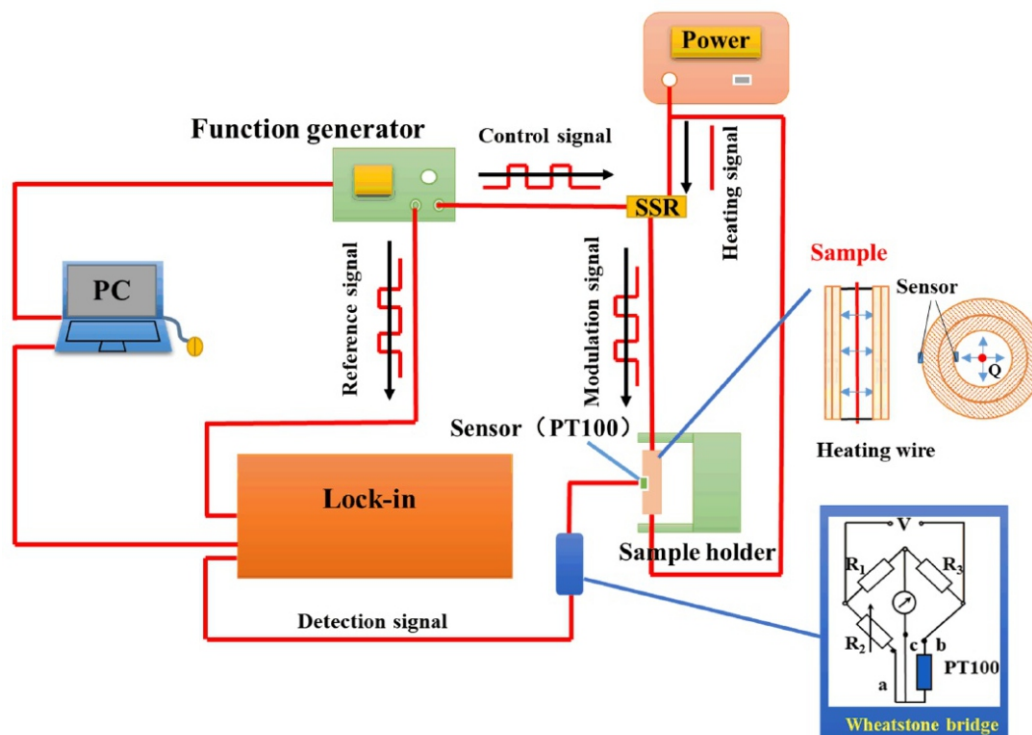 Power
Function generator
Control signal
Heating signal
SSR
PC
Reference signal
Modulation signal
Sample
Sensor
Q
Heating wire
Sensor（PT100）
Lock-in
Sample holder
Detection signal
V
R1
R3
R2
c
b
a
PT100
Wheatstone bridge